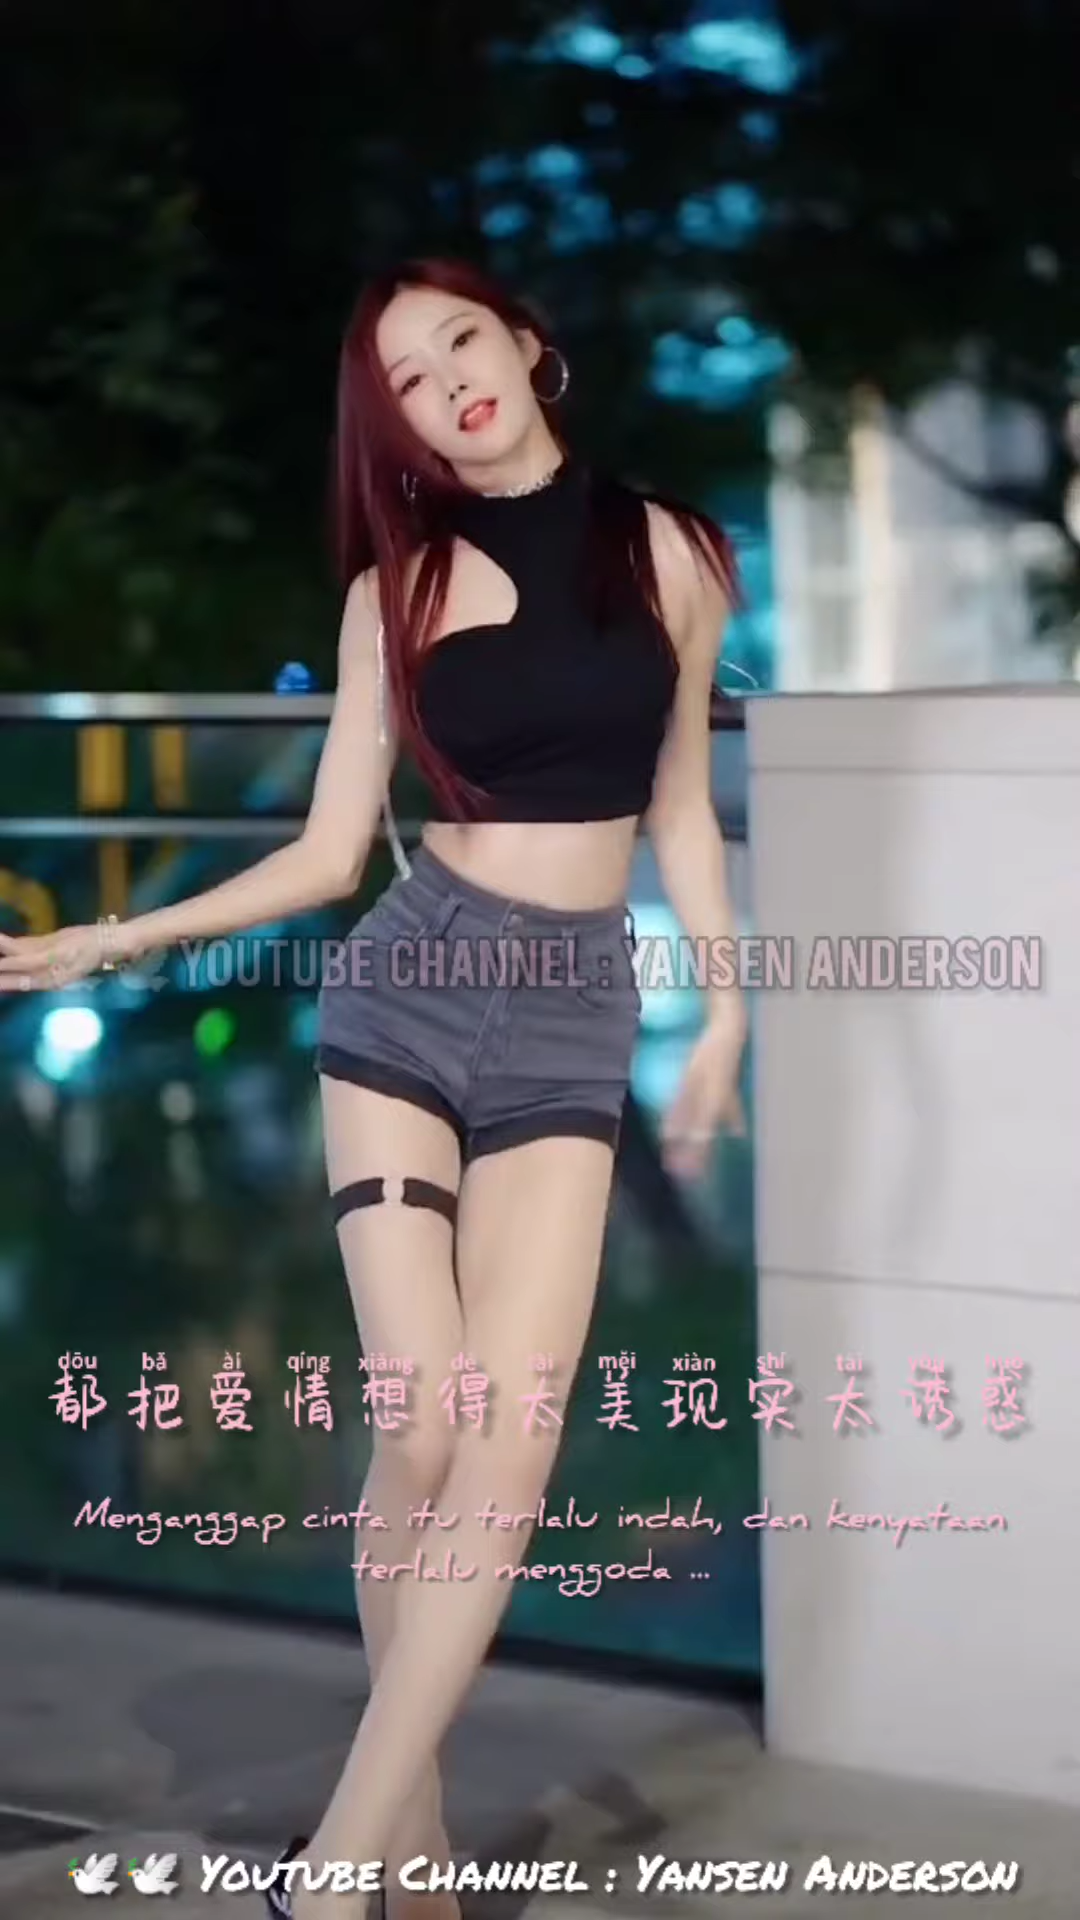 🕊🕊 YOUTUBE CHANNEL : YANSEN ANDERSON
dōu bǎ ài qíng xiǎng dé tài měi xiàn shí tài yòu huò
都把爱情想得太美现实太诱惑
Menganggap cinta itu terlalu indah, dan kenyataan
terlalu menggoda ...
🕊🕊 YOUTUBE CHANNEL : YANSEN ANDERSON